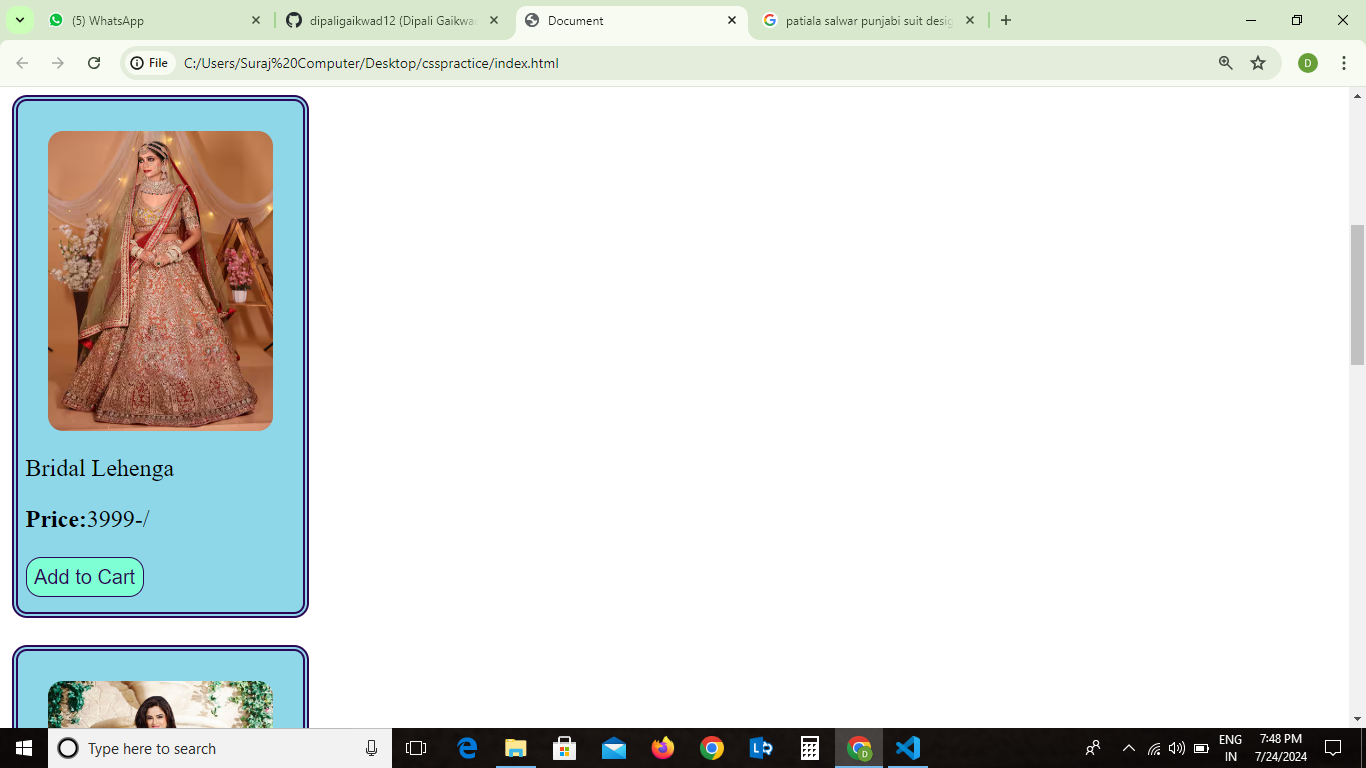 (5) WhatsApp
dipaligaikwad12 (Dipali Gaikwad
Document
patiala salwar punjabi suit desig
File
C:/Users/Suraj%20Computer/Desktop/csspractice/index.html
D
Bridal Lehenga
Price:3999-/
Add to Cart
Type here to search
D
ENG
IN
7:48 PM
7/24/2024